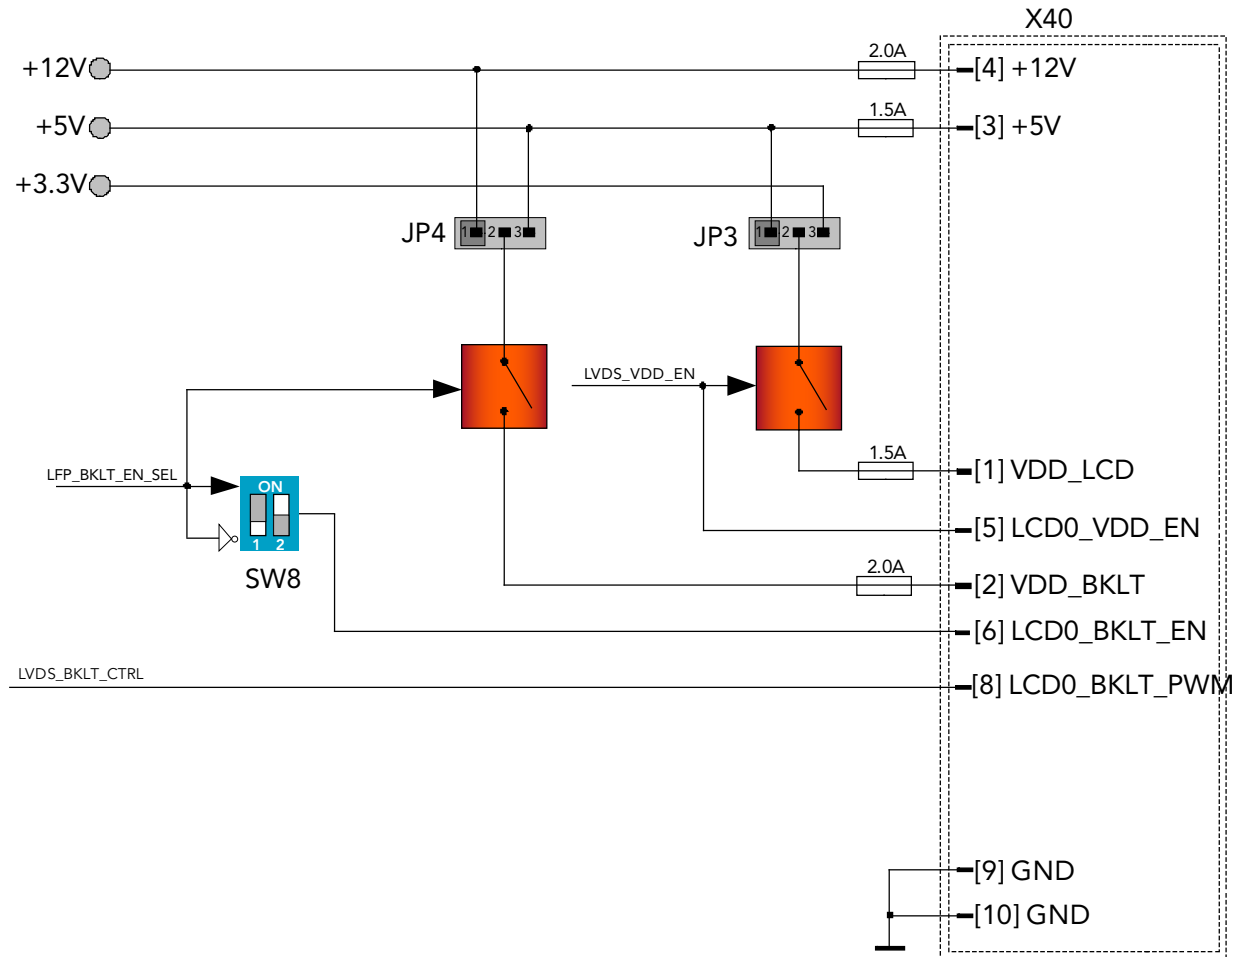 X40
+12V
2.0A
[4] +12V
+5V
1.5A
[3] +5V
+3.3V
JP4
1 2 3
JP3
1 2 3
LVDS_VDD_EN
LFP_BKLT_EN_SEL
ON
1 2
SW8
1.5A
[1] VDD_LCD
[5] LCD0_VDD_EN
2.0A
[2] VDD_BKLT
[6] LCD0_BKLT_EN
LVDS_BKLT_CTRL
[8] LCD0_BKLT_PWM
[9] GND
[10] GND